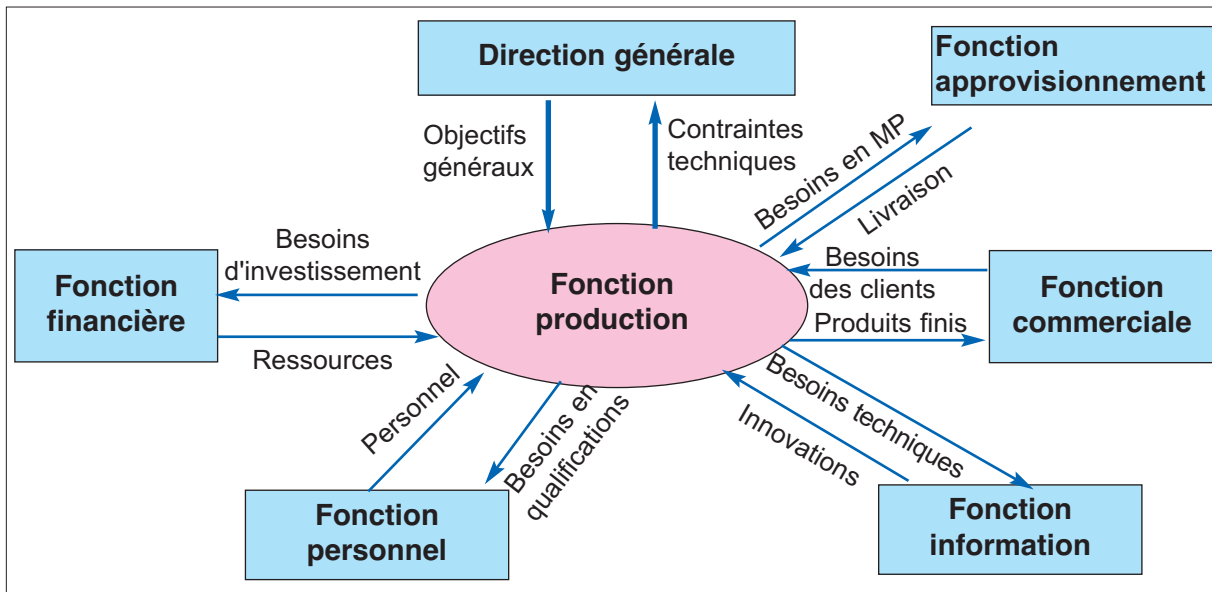 Direction générale
Fonction
approvisionnement
Objectifs
généraux
Contraintes
techniques
Besoins en MP
Livraison
Besoins
d'investissement
Fonction
financière
Ressources
Fonction
production
Besoins
des clients
Produits finis
Fonction
commerciale
Personnel
Besoins en
qualifications
Innovations
Besoins techniques
Fonction
personnel
Fonction
information